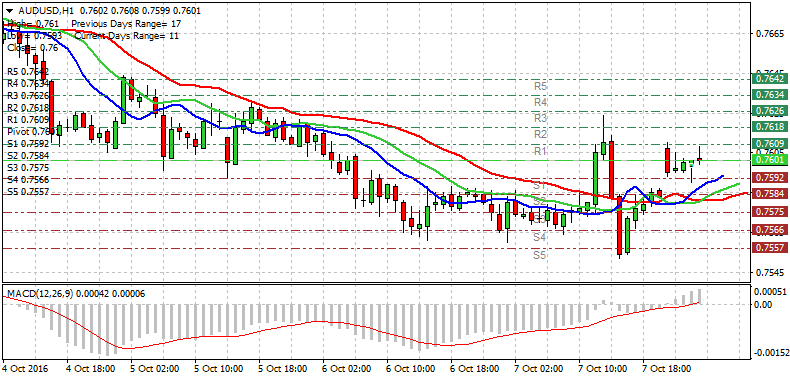 AUDUSD,H1 0.7602 0.7608 0.7599 0.7601
High= 0.761 Previous Days Range= 17
Low= 0.7593 Current Days Range= 11
Close= 0.76
R5 0.7642
R4 0.7634
R3 0.7626
R2 0.7618
R1 0.7609
Pivot
S1 0.7592
S2 0.7584
S3 0.7575
S4 0.7566
S5 0.7557
R5
R4
R3
R2
R1
S1
S2
S3
S4
S5
0.7665
0.7642
0.7634
0.7626
0.7618
0.7609
0.7601
0.7592
0.7584
0.7575
0.7566
0.7557
0.7545
MACD(12,26,9) 0.00042 0.00006
0.00051
0.00
-0.00152
4 Oct 2016
4 Oct 18:00
5 Oct 02:00
5 Oct 10:00
5 Oct 18:00
6 Oct 02:00
6 Oct 10:00
6 Oct 18:00
7 Oct 02:00
7 Oct 10:00
7 Oct 18:00